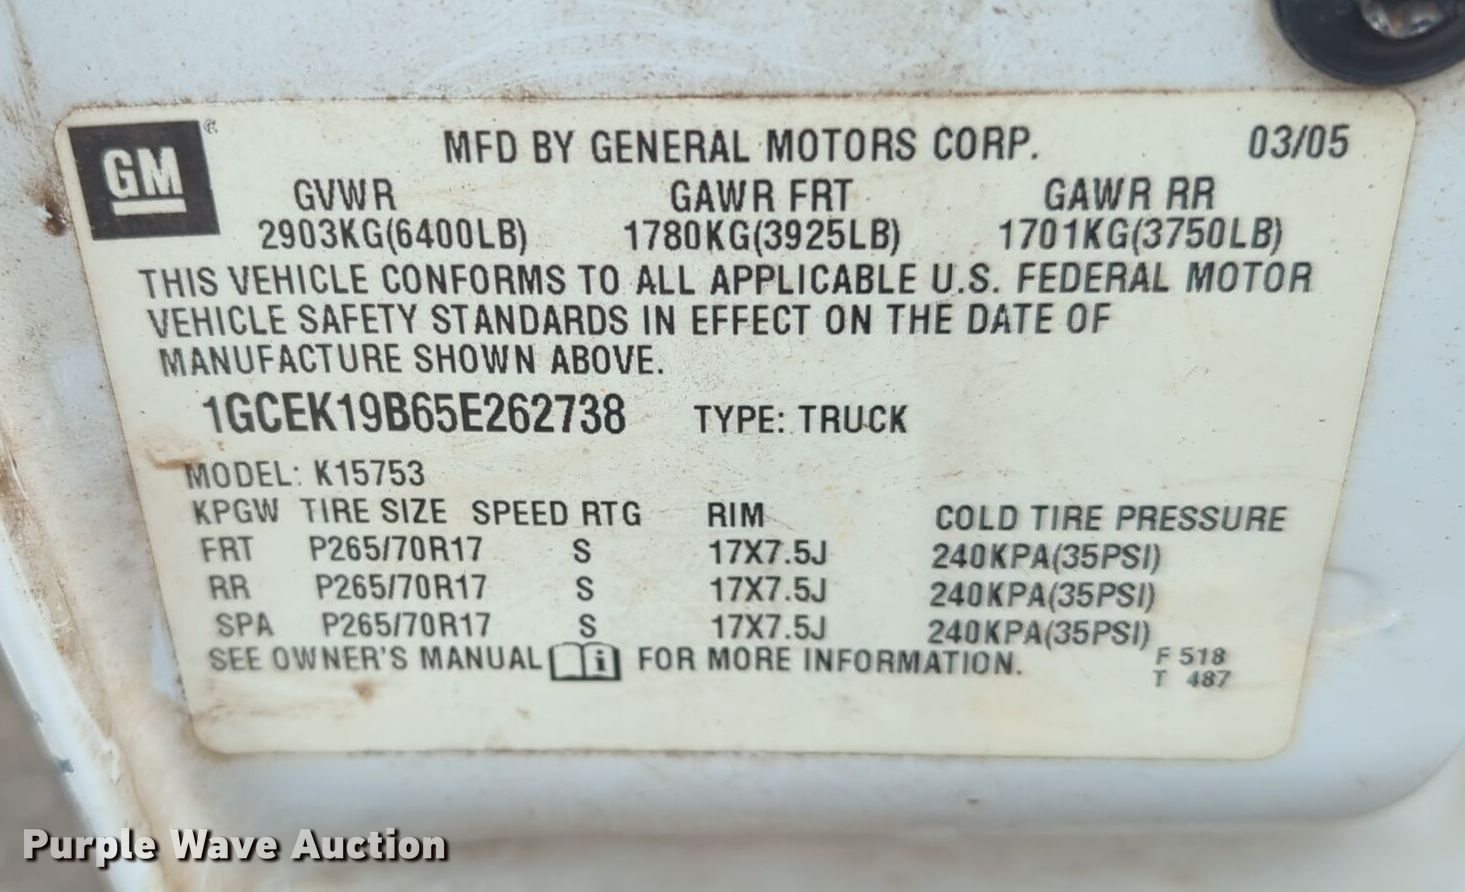 GM ® MFD BY GENERAL MOTORS CORP. 03/05
GVWR GAWR FRT GAWR RR
2903KG(6400LB) 1780KG(3925LB) 1701KG(3750LB)
THIS VEHICLE CONFORMS TO ALL APPLICABLE U.S. FEDERAL MOTOR
VEHICLE SAFETY STANDARDS IN EFFECT ON THE DATE OF
MANUFACTURE SHOWN ABOVE.
1GCEK19B65E262738 TYPE: TRUCK
MODEL: K15753
KPGW TIRE SIZE SPEED RTG RIM COLD TIRE PRESSURE
FRT P265/70R17 S 17X7.5J 240KPA(35PSI)
RR P265/70R17 S 17X7.5J 240KPA(35PSI)
SPA P265/70R17 S 17X7.5J 240KPA(35PSI)
SEE OWNER'S MANUAL i FOR MORE INFORMATION. F 518
T 487
Purple Wave Auction